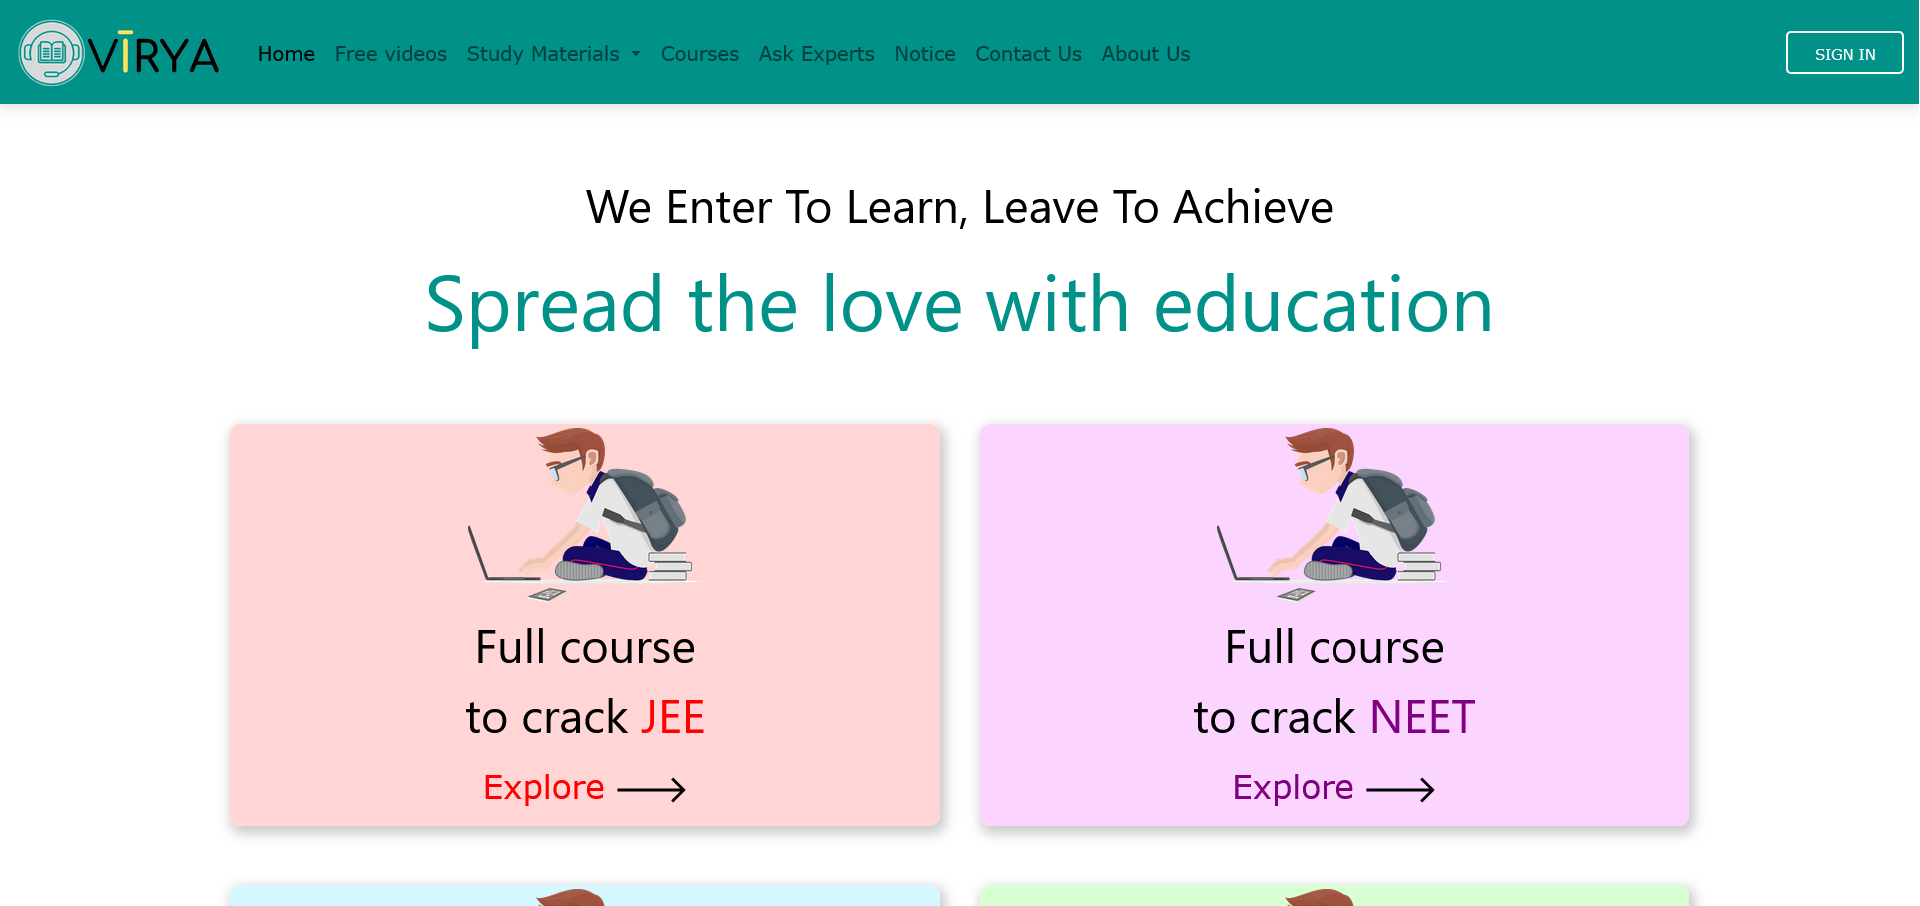 VĪRYA
Home Free videos Study Materials Courses Ask Experts Notice Contact Us About Us
SIGN IN
We Enter To Learn, Leave To Achieve
Spread the love with education
Full course
to crack JEE
Explore
Full course
to crack NEET
Explore